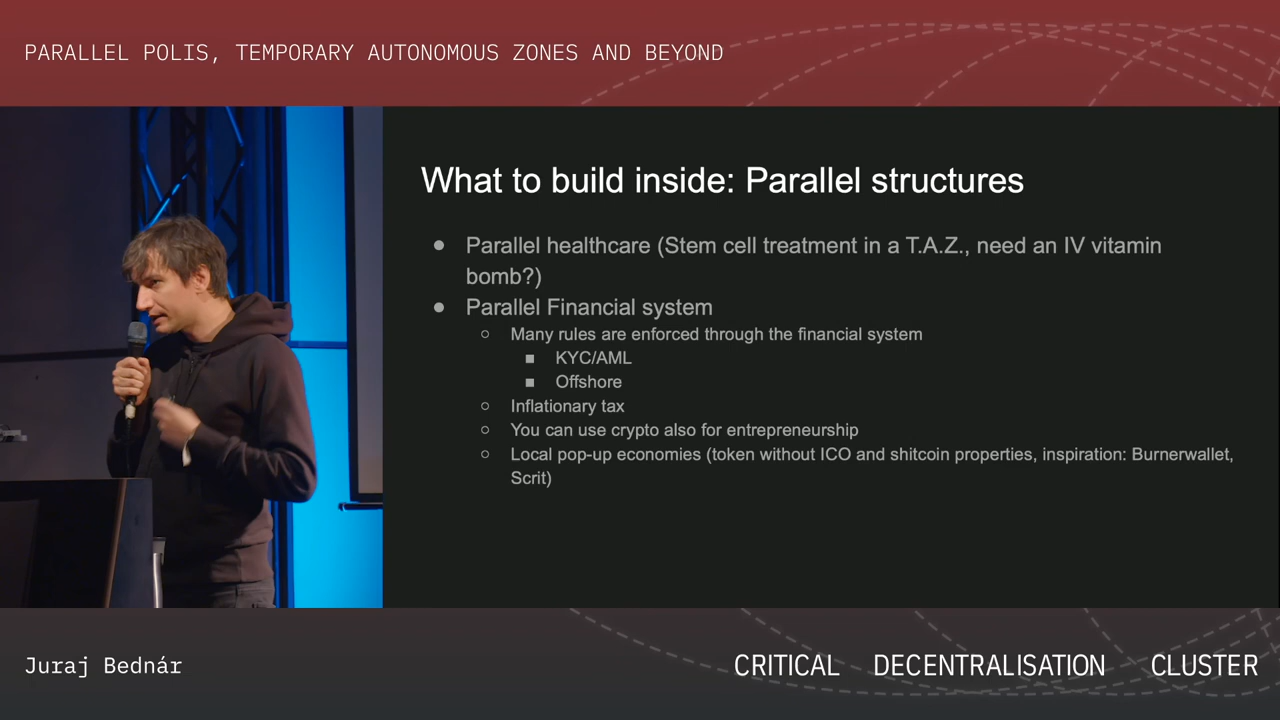 PARALLEL POLIS, TEMPORARY AUTONOMOUS ZONES AND BEYOND
What to build inside: Parallel structures
● Parallel healthcare (Stem cell treatment in a T.A.Z., need an IV vitamin
bomb?)
● Parallel Financial system
○ Many rules are enforced through the financial system
■ KYC/AML
■ Offshore
○ Inflationary tax
○ You can use crypto also for entrepreneurship
○ Local pop-up economies (token without ICO and shitcoin properties, inspiration: Burnerwallet,
Scrit)
Juraj Bednár
CRITICAL DECENTRALISATION CLUSTER